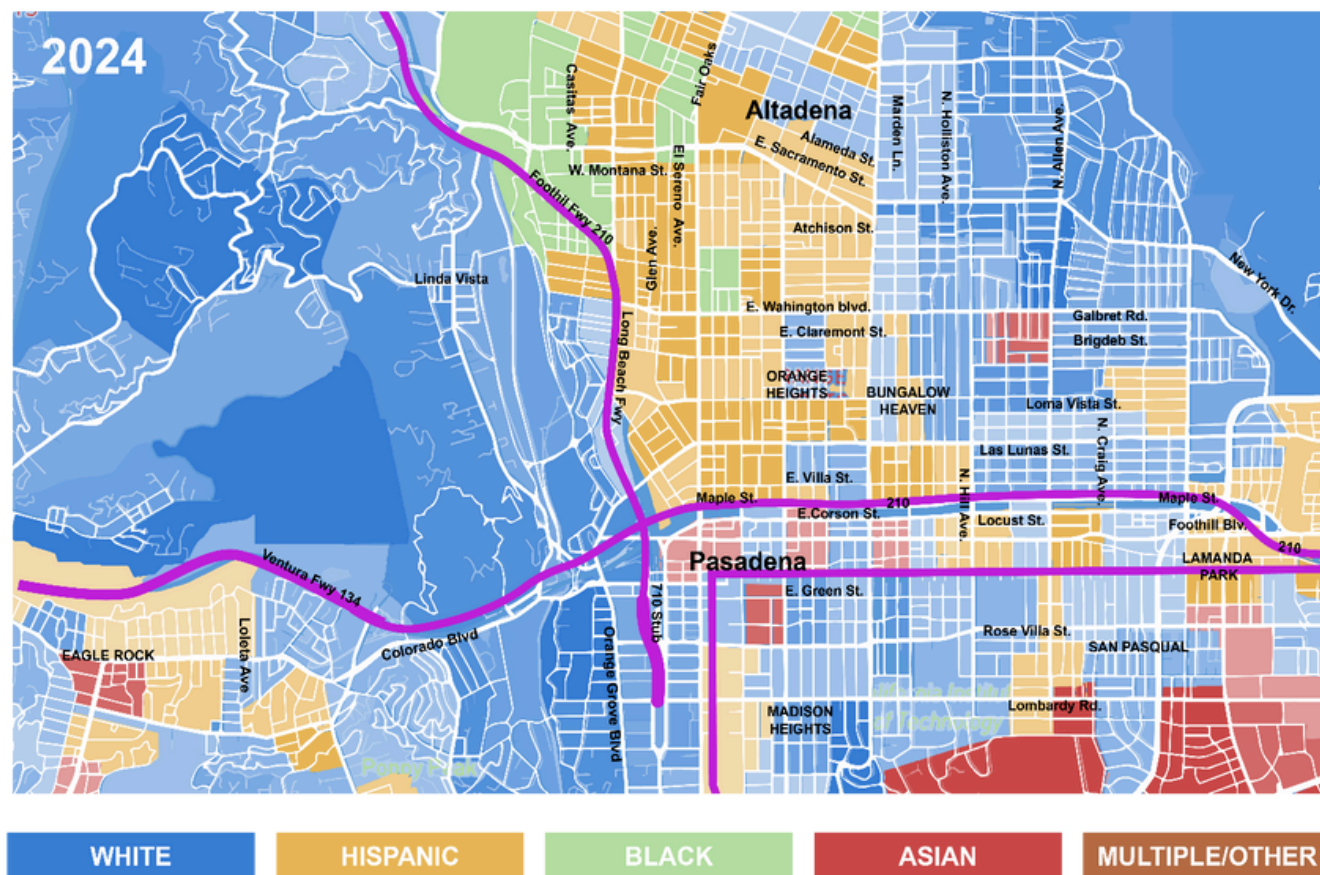 2024
Casitas Ave.
Fair Oaks
Altadena
Marden Ln.
N. Holliston Ave.
N. Allen Ave.
Alameda St.
E. Sacramento St.
W. Montana St.
El Sereno Ave.
Foothil Fwy 210
Atchison St.
Glen Ave.
Linda Vista
New York Dr.
E. Wahington blvd.
Galbret Rd.
E. Claremont St.
Brigdeb St.
Long Beach Fwy
ORANGE
HEIGHTS
BUNGALOW
HEAVEN
Loma Vista St.
N. Craig Ave.
Las Lunas St.
E. Villa St.
N. Hill Ave.
Maple St.
210
Maple St.
E.Corson St.
Locust St.
Foothill Blv.
210
Pasadena
LAMANDA
PARK
Ventura Fwy 134
710 Stub
E. Green St.
Colorado Blvd
Loleta Ave
Orange Grove Blvd
Rose Villa St.
EAGLE ROCK
SAN PASQUAL
of Technology
Lombardy Rd.
MADISON
HEIGHTS
WHITE
HISPANIC
BLACK
ASIAN
MULTIPLE/OTHER